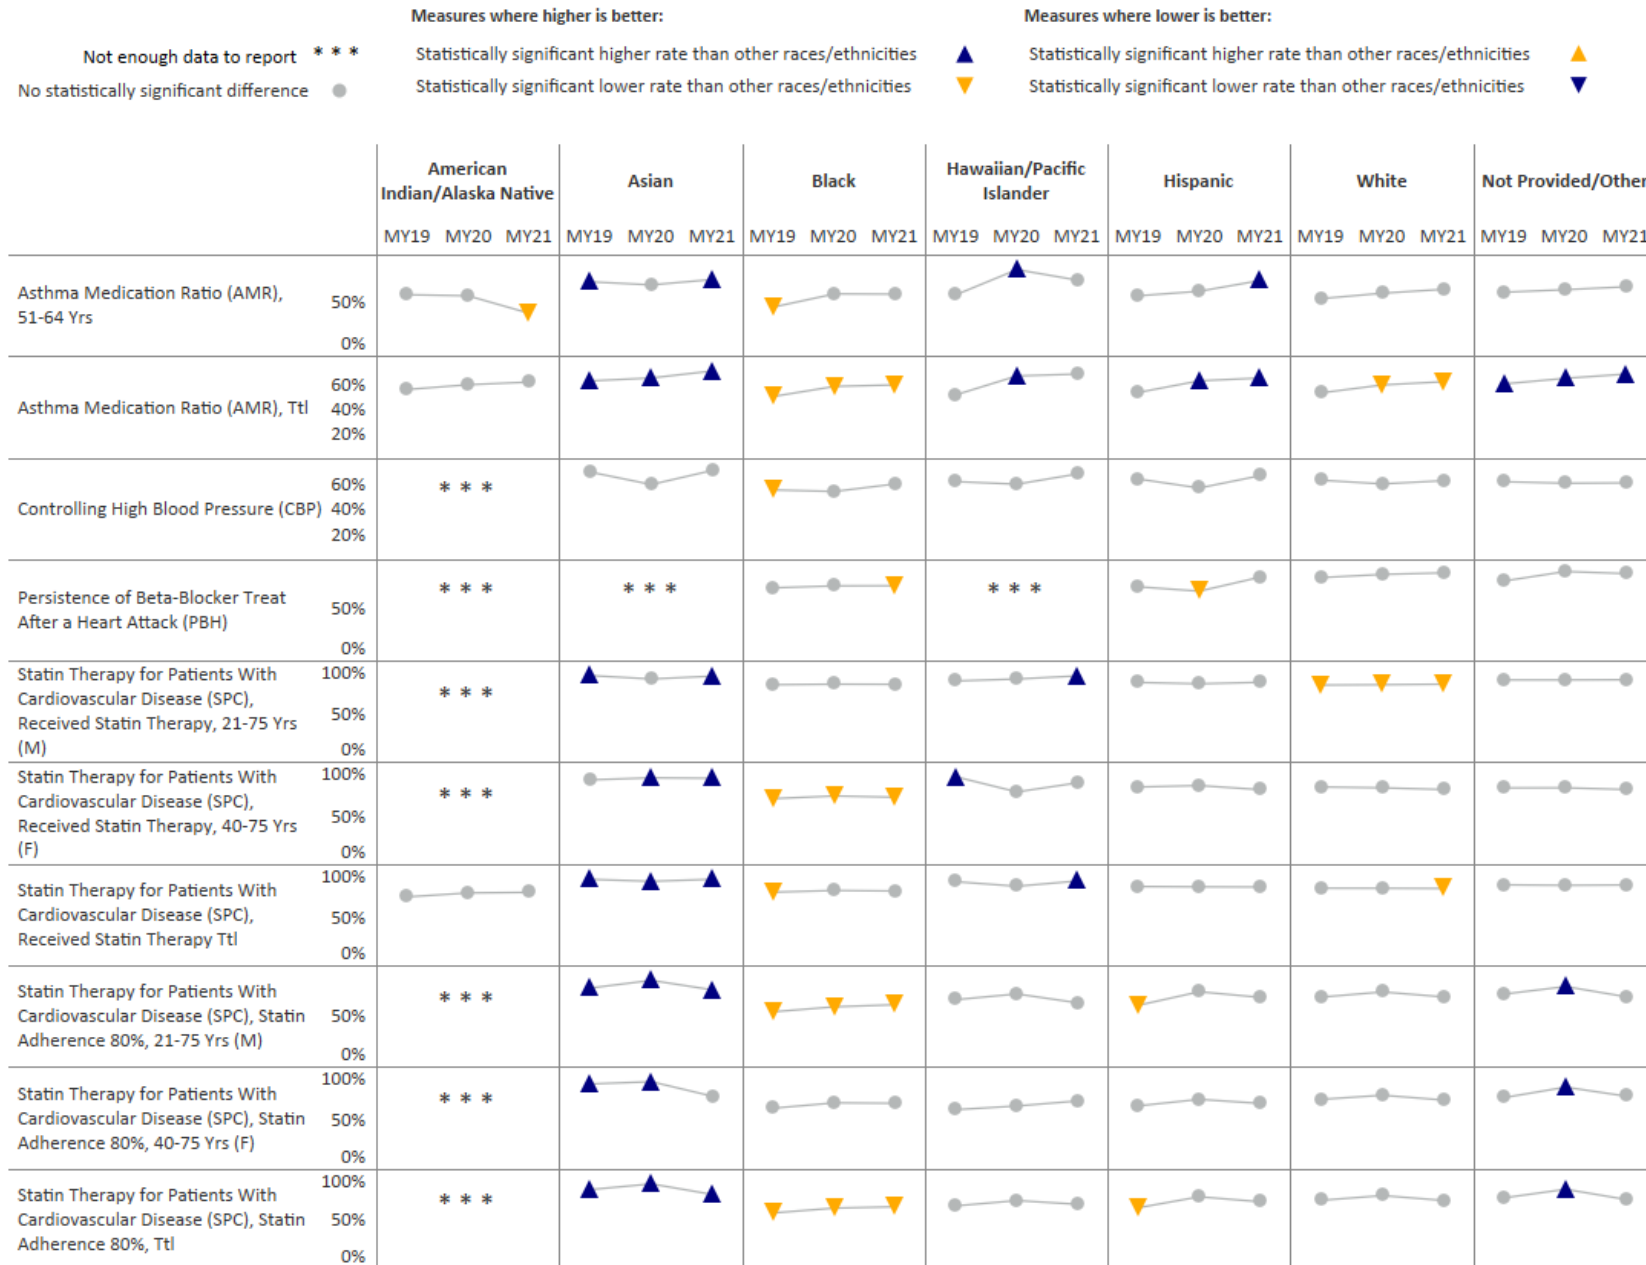 Measures where higher is better:
Measures where lower is better:
Not enough data to report * * *
Statistically significant higher rate than other races/ethnicities
Statistically significant higher rate than other races/ethnicities
No statistically significant difference
Statistically significant lower rate than other races/ethnicities
Statistically significant lower rate than other races/ethnicities
American
Indian/Alaska Native
Asian
Black
Hawaiian/Pacific
Islander
Hispanic
White
Not Provided/Other
MY19 MY20 MY21 MY19 MY20 MY21 MY19 MY20 MY21 MY19 MY20 MY21 MY19 MY20 MY21 MY19 MY20 MY21 MY19 MY20 MY21
Asthma Medication Ratio (AMR),
51-64 Yrs
50%
0%
Asthma Medication Ratio (AMR), Ttl
60%
40%
20%
Controlling High Blood Pressure (CBP)
60%
40%
20%
* * *
Persistence of Beta-Blocker Treat
After a Heart Attack (PBH)
50%
0%
* * *
* * *
* * *
Statin Therapy for Patients With
Cardiovascular Disease (SPC),
Received Statin Therapy, 21-75 Yrs
(M)
100%
50%
0%
* * *
Statin Therapy for Patients With
Cardiovascular Disease (SPC),
Received Statin Therapy, 40-75 Yrs
(F)
100%
50%
0%
* * *
Statin Therapy for Patients With
Cardiovascular Disease (SPC),
Received Statin Therapy Ttl
100%
50%
0%
Statin Therapy for Patients With
Cardiovascular Disease (SPC), Statin
Adherence 80%, 21-75 Yrs (M)
50%
0%
* * *
Statin Therapy for Patients With
Cardiovascular Disease (SPC), Statin
Adherence 80%, 40-75 Yrs (F)
100%
50%
0%
* * *
Statin Therapy for Patients With
Cardiovascular Disease (SPC), Statin
Adherence 80%, Ttl
100%
50%
0%
* * *